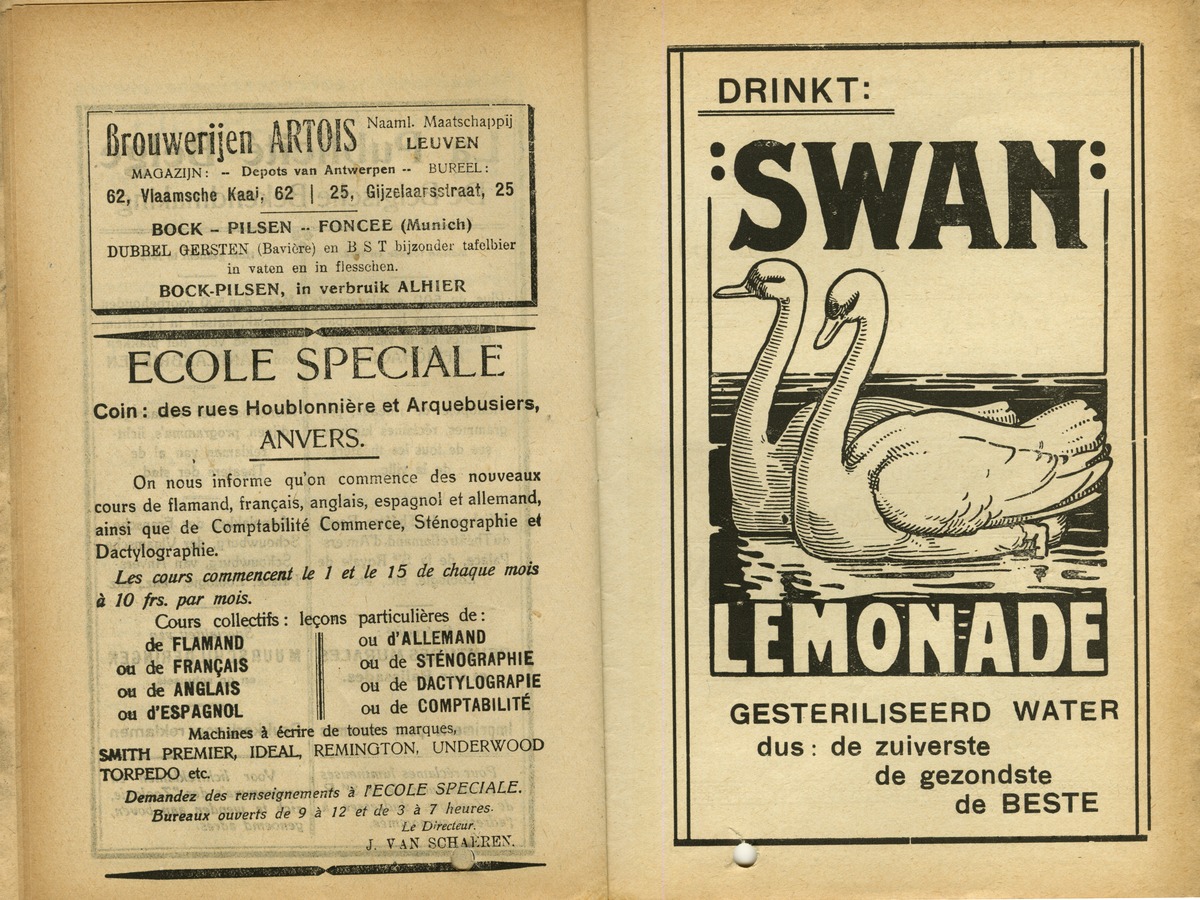 Brouwerijen ARTOIS Naaml. Maatschappij
LEUVEN
MAGAZIJN: -- Depots van Antwerpen -- BUREEL:
62, Vlaamsche Kaai, 62 | 25, Gijzelaarsstraat, 25
BOCK - PILSEN -- FONCEE (Munich)
DUBBEL GERSTEN (Bavière) en B S T bijzonder tafelbier
in vaten en in flesschen.
BOCK-PILSEN, in verbruik ALHIER
ECOLE SPECIALE
Coin: des rues Houblonnière et Arquebusiers,
ANVERS.
On nous informe qu'on commence des nouveaux
cours de flamand, français, anglais, espagnol et allemand,
ainsi que de Comptabilité Commerce, Sténographie et
Dactylographie.
Les cours commencent le 1 et le 15 de chaque mois
à 10 frs. par mois.
Cours collectifs: leçons particulières de:
de FLAMAND
ou de FRANÇAIS
ou de ANGLAIS
ou d'ESPAGNOL
ou d'ALLEMAND
ou de STÉNOGRAPHIE
ou de DACTYLOGRAPIE
ou de COMPTABILITÉ
Machines à écrire de toutes marques,
SMITH PREMIER, IDEAL, REMINGTON, UNDERWOOD
TORPEDO etc.
Demandez des renseignements à l'ECOLE SPECIALE.
Bureaux ouverts de 9 à 12 et de 3 à 7 heures.
Le Directeur.
J. VAN SCHAEREN.
DRINKT:
:SWAN:
LEMONADE
GESTERILISEERD WATER
dus: de zuiverste
de gezondste
de BESTE